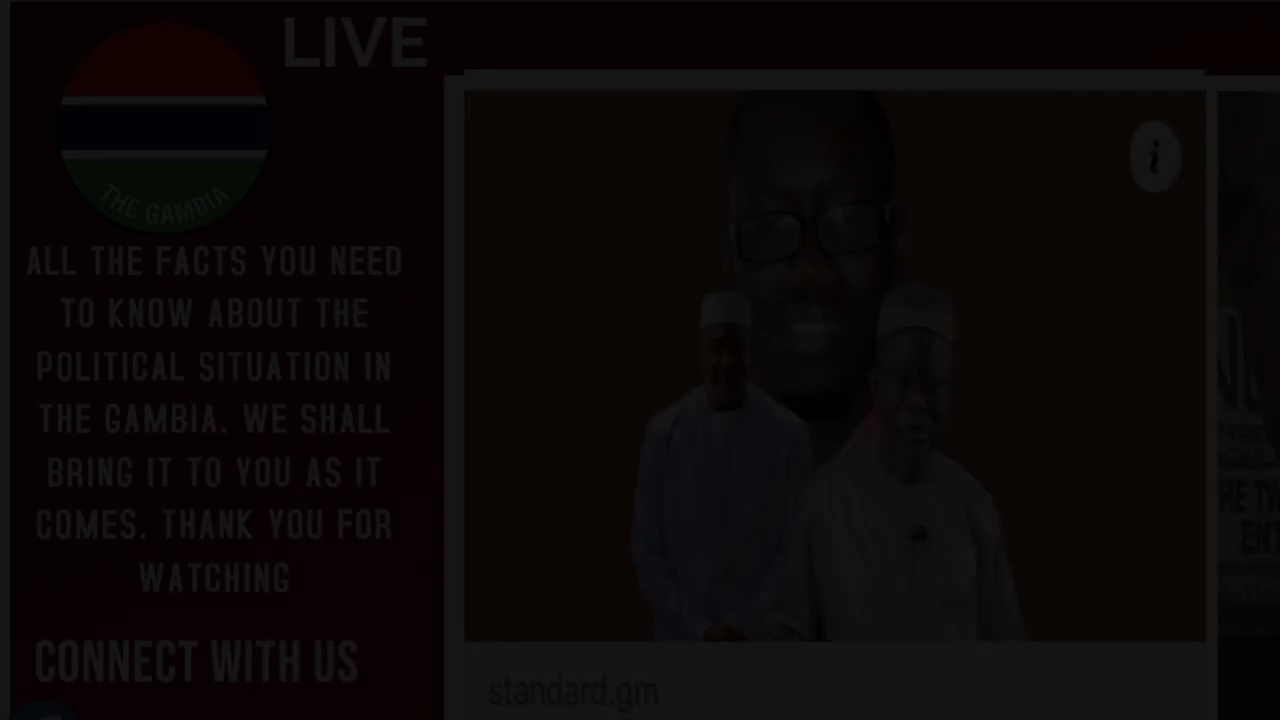 LIVE
THE GAMBIA
ALL THE FACTS YOU NEED
TO KNOW ABOUT THE
POLITICAL SITUATION IN
THE GAMBIA. WE SHALL
BRING IT TO YOU AS IT
COMES. THANK YOU FOR
WATCHING
CONNECT WITH US
i
standard.gm